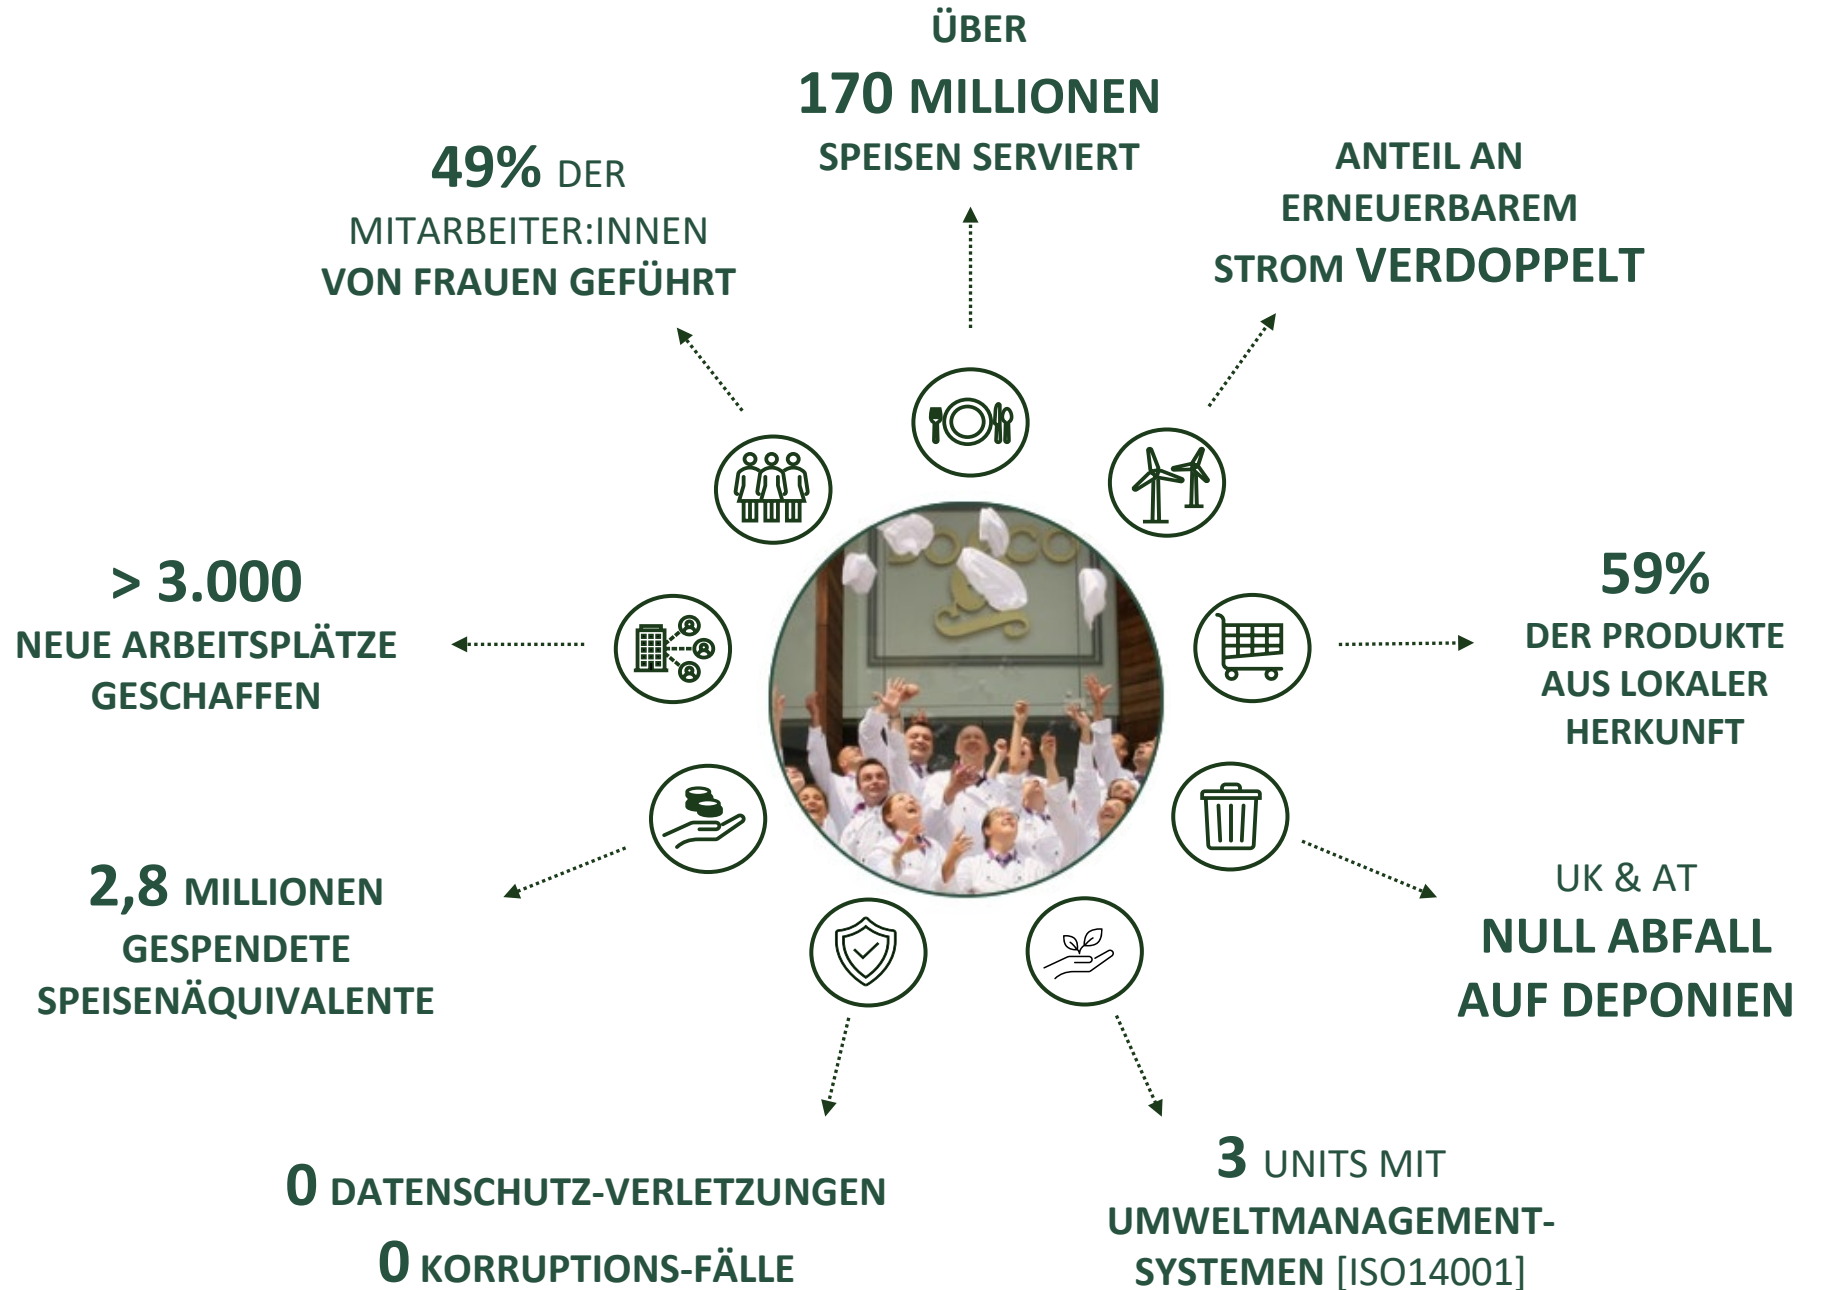 ÜBER
170 MILLIONEN
SPEISEN SERVIERT
49% DER
MITARBEITER:INNEN
VON FRAUEN GEFÜHRT
ANTEIL AN
ERNEUERBAREM
STROM VERDOPPELT
> 3.000
NEUE ARBEITSPLÄTZE
GESCHAFFEN
59%
DER PRODUKTE
AUS LOKALER
HERKUNFT
2,8 MILLIONEN
GESPENDETE
SPEISENÄQUIVALENTE
UK & AT
NULL ABFALL
AUF DEPONIEN
0 DATENSCHUTZ-VERLETZUNGEN
0 KORRUPTIONS-FÄLLE
3 UNITS MIT
UMWELTMANAGEMENT-
SYSTEMEN [ISO14001]